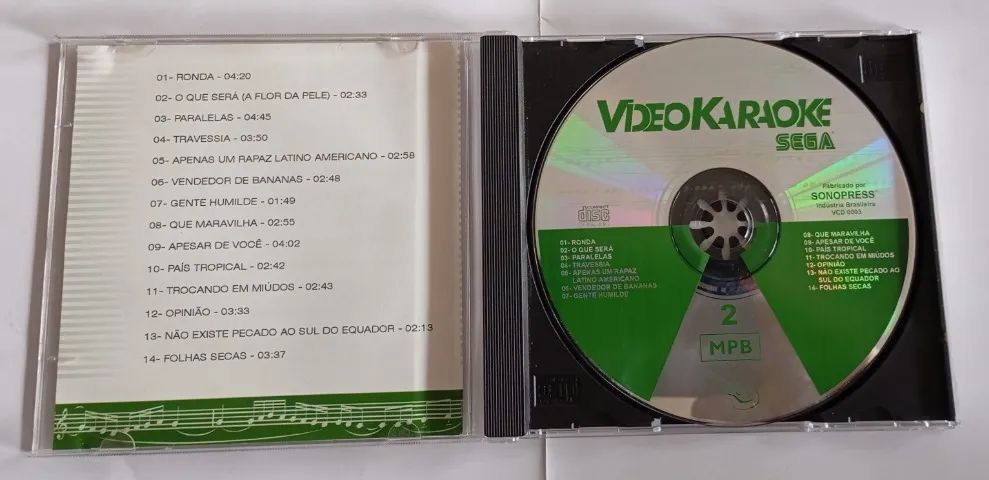 01- RONDA - 04:20
02- O QUE SERÁ (A FLOR DA PELE) - 02:33
03- PARALELAS - 04:45
04- TRAVESSIA - 03:50
05- APENAS UM RAPAZ LATINO AMERICANO - 02:58
06- VENDEDOR DE BANANAS - 02:48
07- GENTE HUMILDE - 01:49
08- QUE MARAVILHA - 02:55
09- APESAR DE VOCÊ - 04:02
10- PAÍS TROPICAL - 02:42
11- TROCANDO EM MIÚDOS - 02:43
12- OPINIÃO - 03:33
13- NÃO EXISTE PECADO AO SUL DO EQUADOR - 02:13
14- FOLHAS SECAS - 03:37
VIDEOKARAOKÊ
SEGA
Fabricado por
SONOPRESS
Indústria Brasileira
VCD 0003
COMPACT
disc
01- RONDA
02- O QUE SERÁ
03- PARALELAS
04- TRAVESSIA
05- APENAS UM RAPAZ
LATINO AMERICANO
06- VENDEDOR DE BANANAS
07- GENTE HUMILDE
08- QUE MARAVILHA
09- APESAR DE VOCÊ
10- PAÍS TROPICAL
11- TROCANDO EM MIÚDOS
12- OPINIÃO
13- NÃO EXISTE PECADO AO
SUL DO EQUADOR
14- FOLHAS SECAS
2
MPB